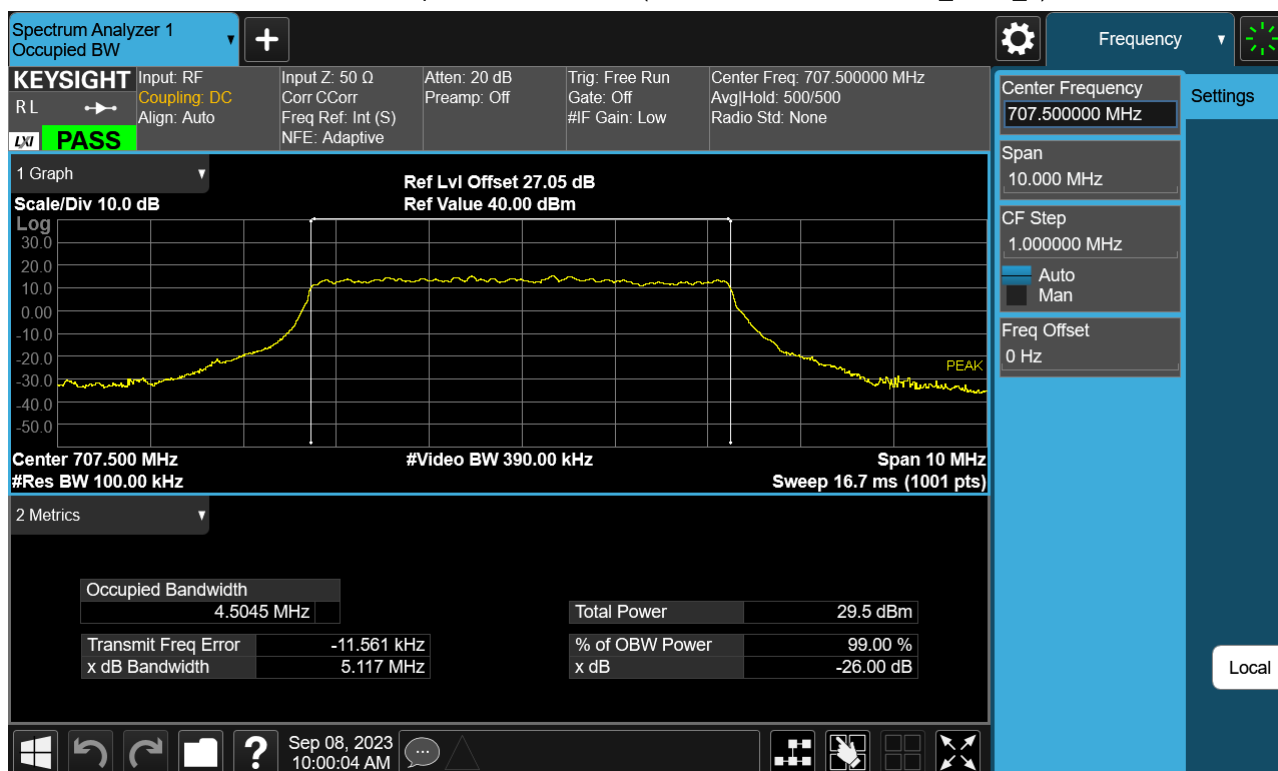 Spectrum Analyzer 1
Occupied BW
Frequency
KEYSIGHT
R L
LXI PASS
Input: RF
Coupling: DC
Align: Auto
Input Z: 50 Ω
Corr CCorr
Freq Ref: Int (S)
NFE: Adaptive
Atten: 20 dB
Preamp: Off
Trig: Free Run
Gate: Off
#IF Gain: Low
Center Freq: 707.500000 MHz
Avg|Hold: 500/500
Radio Std: None
Center Frequency
707.500000 MHz
Settings
Span
10.000 MHz
CF Step
1.000000 MHz
Auto
Man
Freq Offset
0 Hz
Local
1 Graph
Scale/Div 10.0 dB
Ref Lvl Offset 27.05 dB
Ref Value 40.00 dBm
Log
30.0
20.0
10.0
0.00
-10.0
-20.0
-30.0
-40.0
-50.0
PEAK
Center 707.500 MHz
#Video BW 390.00 kHz
Span 10 MHz
#Res BW 100.00 kHz
Sweep 16.7 ms (1001 pts)
2 Metrics
Occupied Bandwidth
4.5045 MHz
Total Power 29.5 dBm
Transmit Freq Error -11.561 kHz
% of OBW Power 99.00 %
x dB Bandwidth 5.117 MHz
x dB -26.00 dB
?
Sep 08, 2023
10:00:04 AM